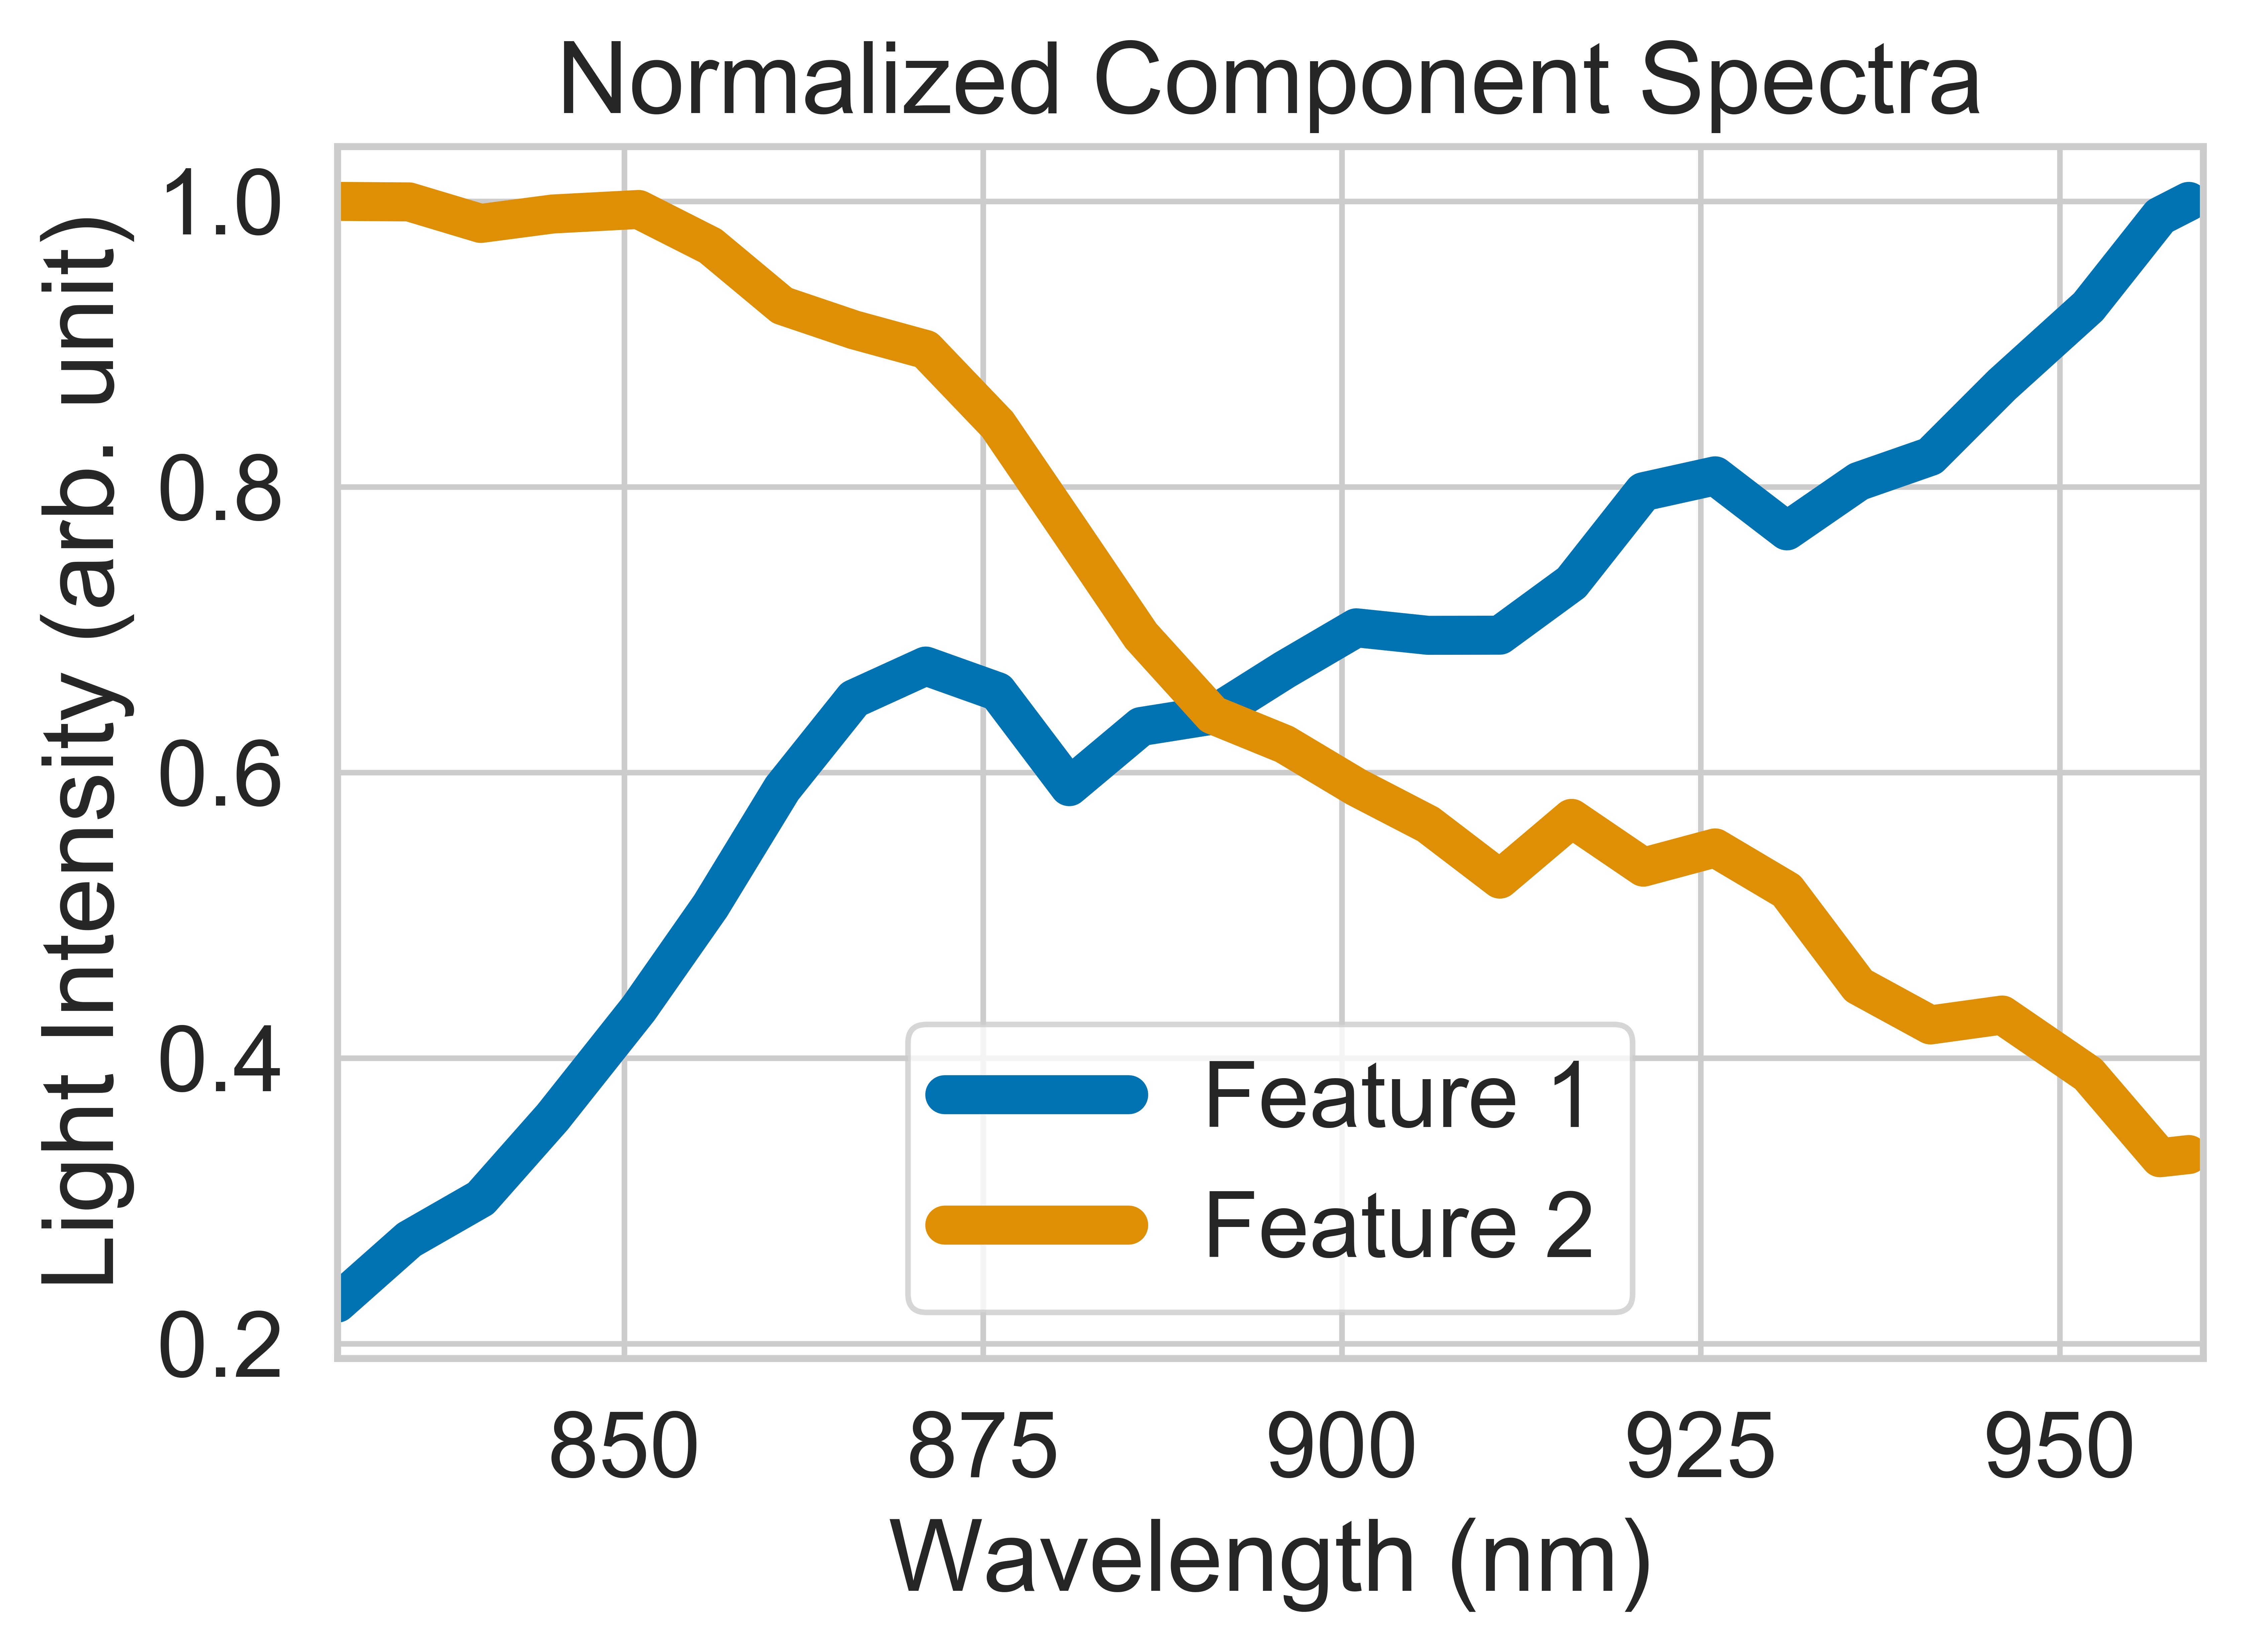 Normalized Component Spectra
Light Intensity (arb. unit)
1.0
0.8
0.6
0.4
0.2
Feature 1
Feature 2
850 875 900 925 950
Wavelength (nm)